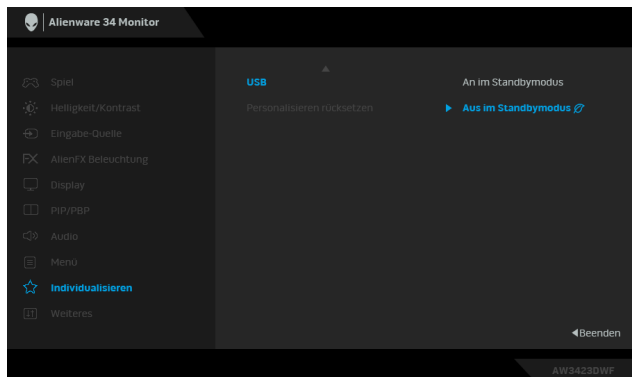 Alienware 34 Monitor
Spiel
Helligkeit/Kontrast
Eingabe-Quelle
AlienFX Beleuchtung
Display
PIP/PBP
Audio
Menü
Individualisieren
Weiteres
USB
Personalisieren rücksetzen
An im Standbymodus
Aus im Standbymodus
Beenden
AW3423DWF